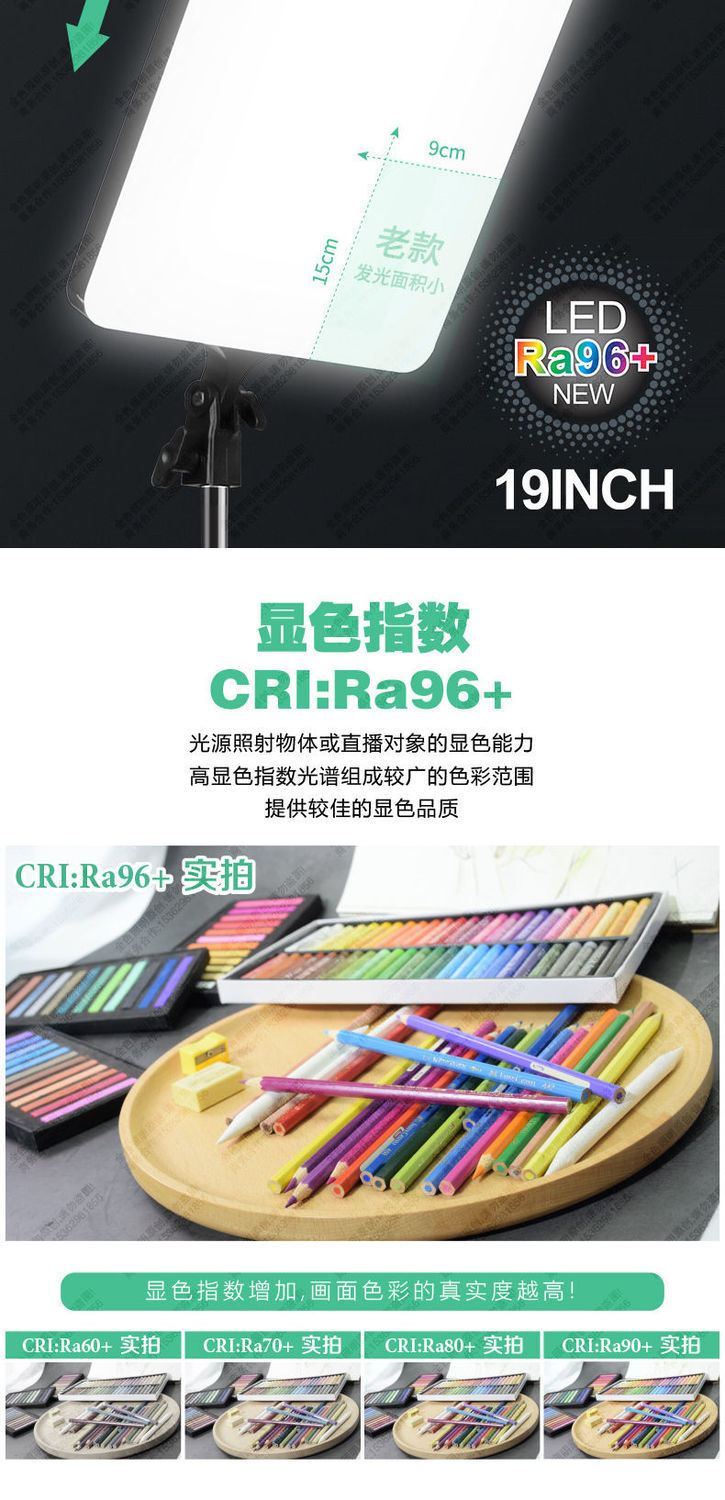 9cm
15cm
老款
发光面积小
LED
Ra96+
NEW
19INCH
显色指数
CRI:Ra96+
光源照射物体或直播对象的显色能力
高显色指数光谱组成较广的色彩范围
提供较佳的显色品质
CRI:Ra96+ 实拍
显色指数增加,画面色彩的真实度越高!
CRI:Ra60+ 实拍
CRI:Ra70+ 实拍
CRI:Ra80+ 实拍
CRI:Ra90+ 实拍